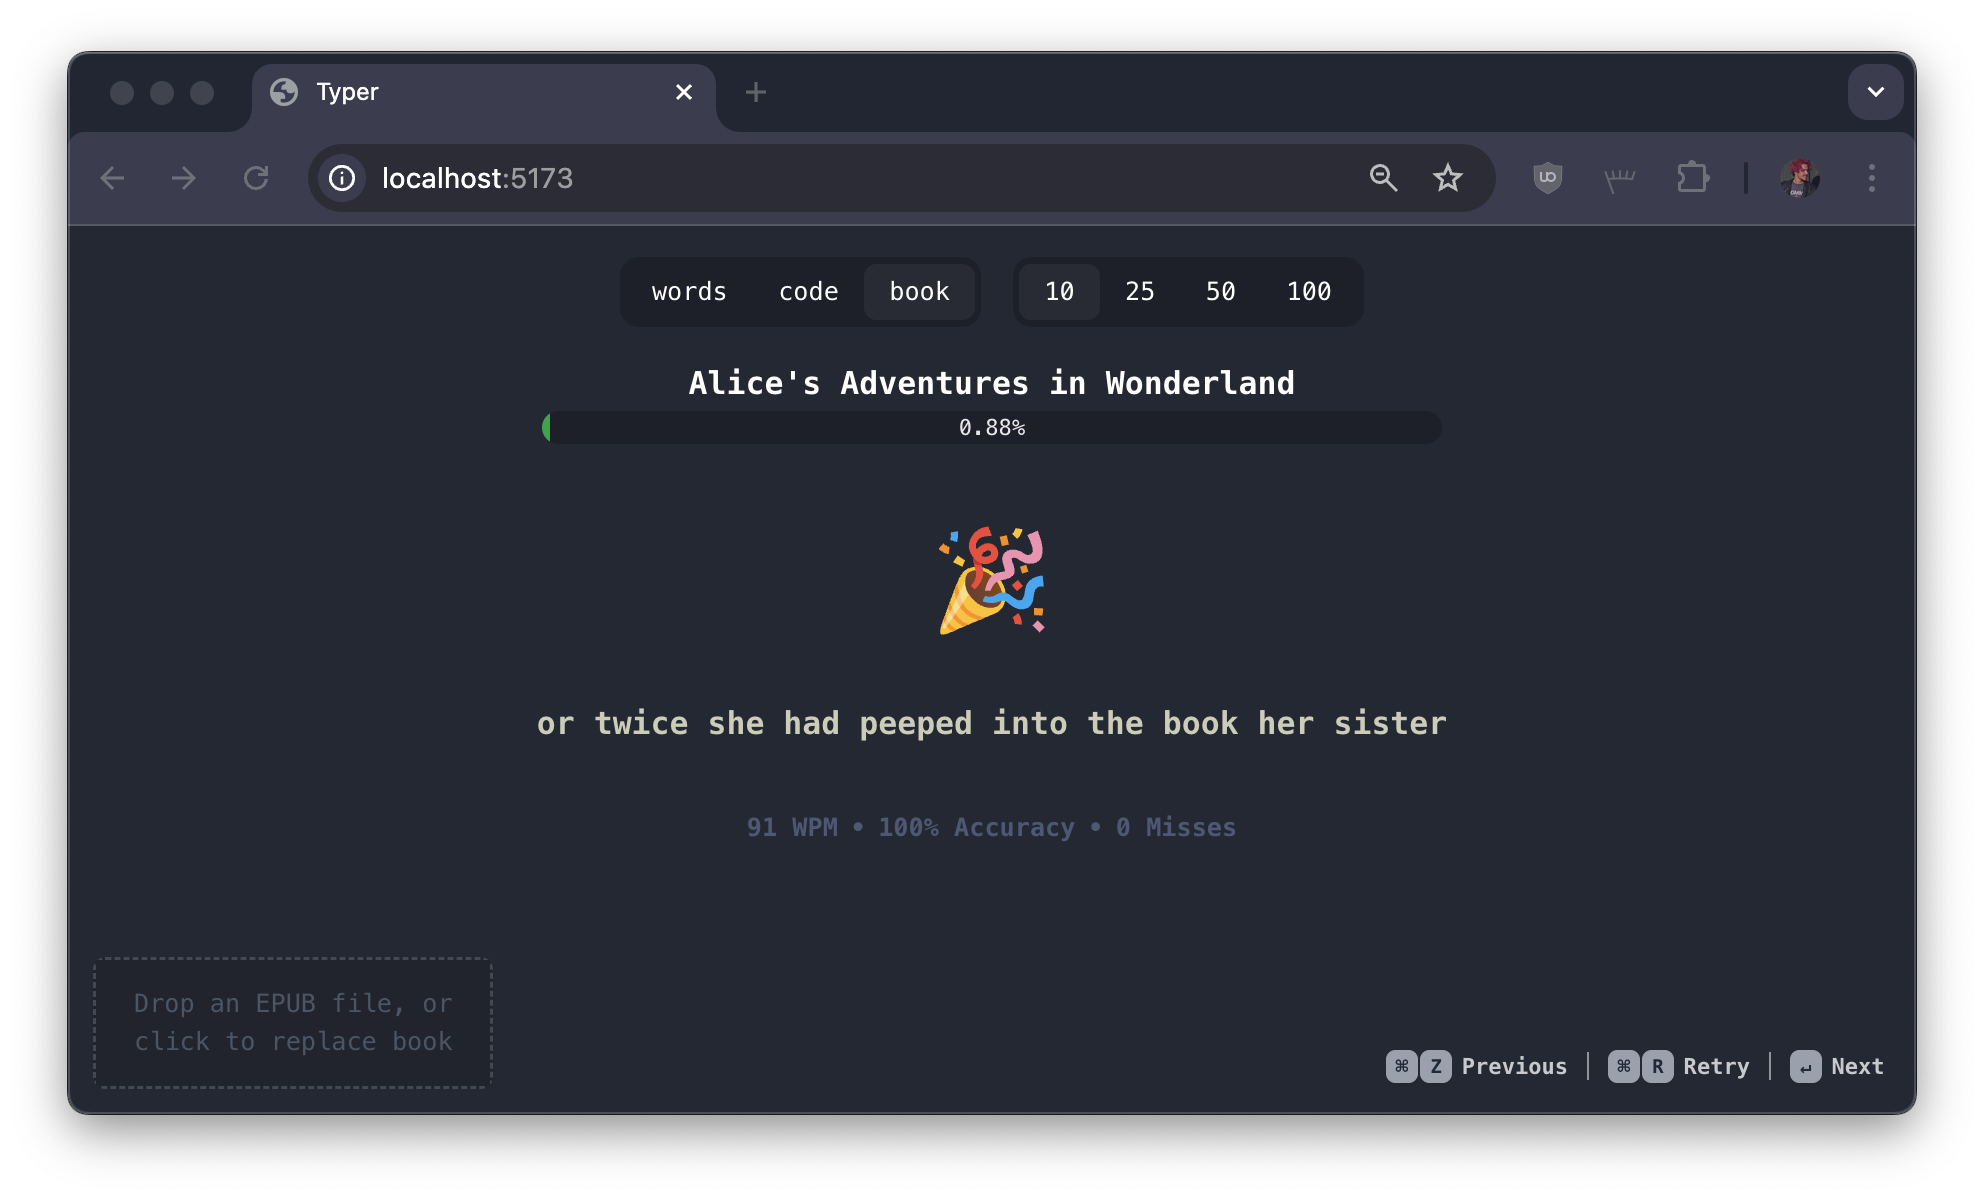 Typer
localhost:5173
words code book 10 25 50 100
Alice's Adventures in Wonderland
0.88%
or twice she had peeped into the book her sister
91 WPM • 100% Accuracy • 0 Misses
Drop an EPUB file, or
click to replace book
⌘ Z Previous | ⌘ R Retry | ↵ Next